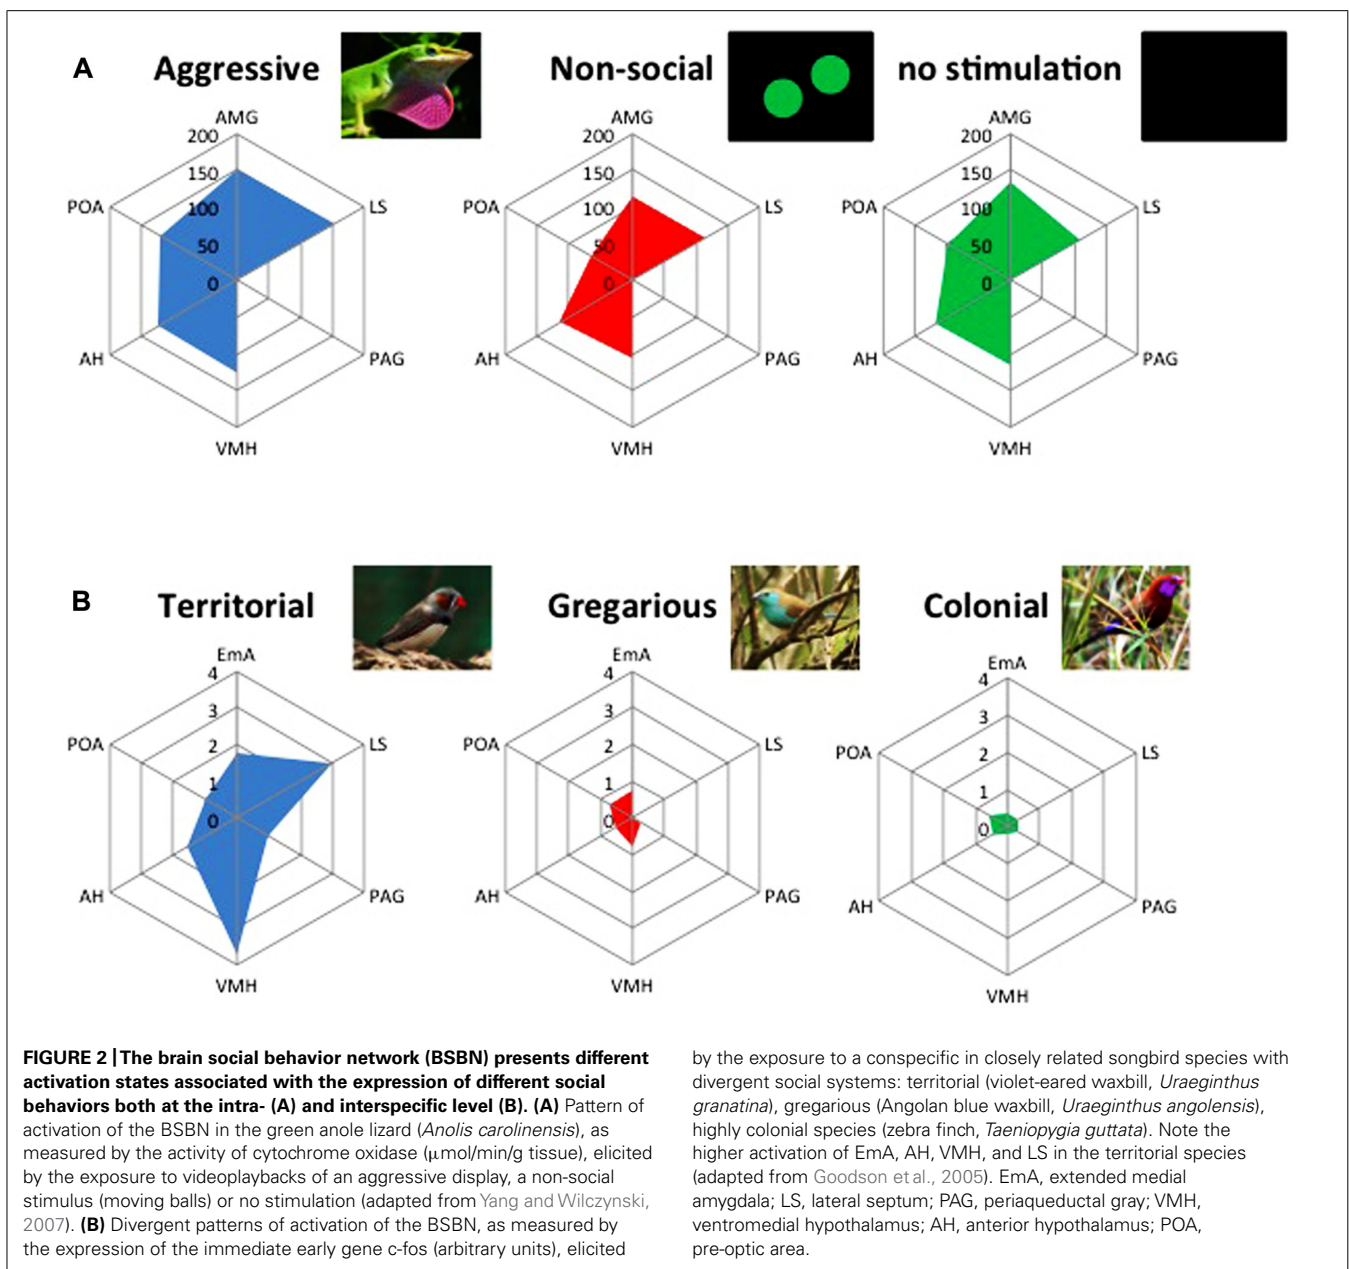 A
Aggressive
Non-social
no stimulation
AMG
200
150
100
50
0
POA
LS
AH
PAG
VMH
AMG
200
150
100
50
0
POA
LS
AH
PAG
VMH
AMG
200
150
100
50
0
POA
LS
AH
PAG
VMH
B
Territorial
Gregarious
Colonial
EmA
4
3
2
1
0
POA
LS
AH
PAG
VMH
EmA
4
3
2
1
0
POA
LS
AH
PAG
VMH
EmA
4
3
2
1
0
POA
LS
AH
PAG
VMH
FIGURE 2 | The brain social behavior network (BSBN) presents different
activation states associated with the expression of different social
behaviors both at the intra- (A) and interspecific level (B). (A) Pattern of
activation of the BSBN in the green anole lizard (Anolis carolinensis), as
measured by the activity of cytochrome oxidase (μmol/min/g tissue), elicited
by the exposure to videoplaybacks of an aggressive display, a non-social
stimulus (moving balls) or no stimulation (adapted from Yang and Wilczynski,
2007). (B) Divergent patterns of activation of the BSBN, as measured by
the expression of the immediate early gene c-fos (arbitrary units), elicited
by the exposure to a conspecific in closely related songbird species with
divergent social systems: territorial (violet-eared waxbill, Uraeginthus
granatina), gregarious (Angolan blue waxbill, Uraeginthus angolensis),
highly colonial species (zebra finch, Taeniopygia guttata). Note the
higher activation of EmA, AH, VMH, and LS in the territorial species
(adapted from Goodson et al., 2005). EmA, extended medial
amygdala; LS, lateral septum; PAG, periaqueductal gray; VMH,
ventromedial hypothalamus; AH, anterior hypothalamus; POA,
pre-optic area.